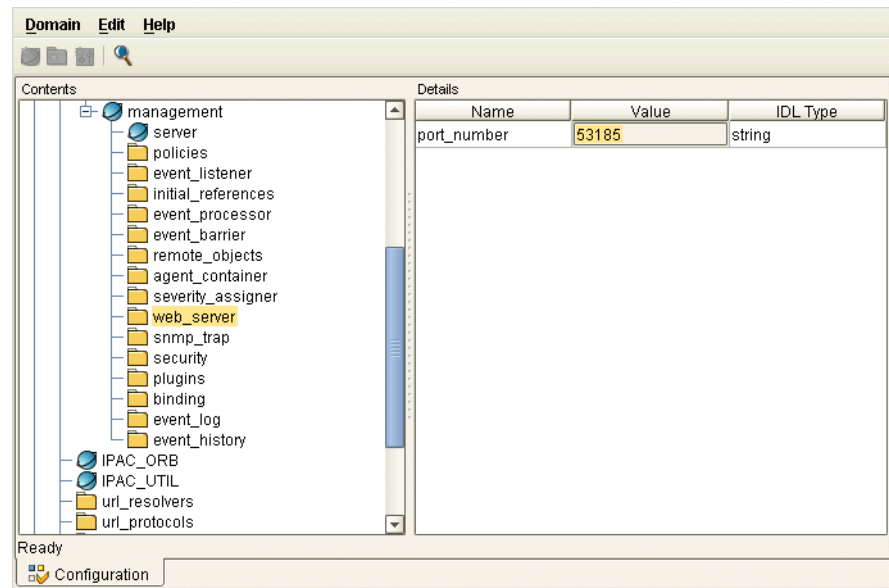 Domain Edit Help
Contents
management
server
policies
event_listener
initial_references
event_processor
event_barrier
remote_objects
agent_container
severity_assigner
web_server
snmp_trap
security
plugins
binding
event_log
event_history
IPAC_ORB
IPAC_UTIL
url_resolvers
url_protocols
Details
Name Value IDL Type
port_number 53185 string
Ready
Configuration